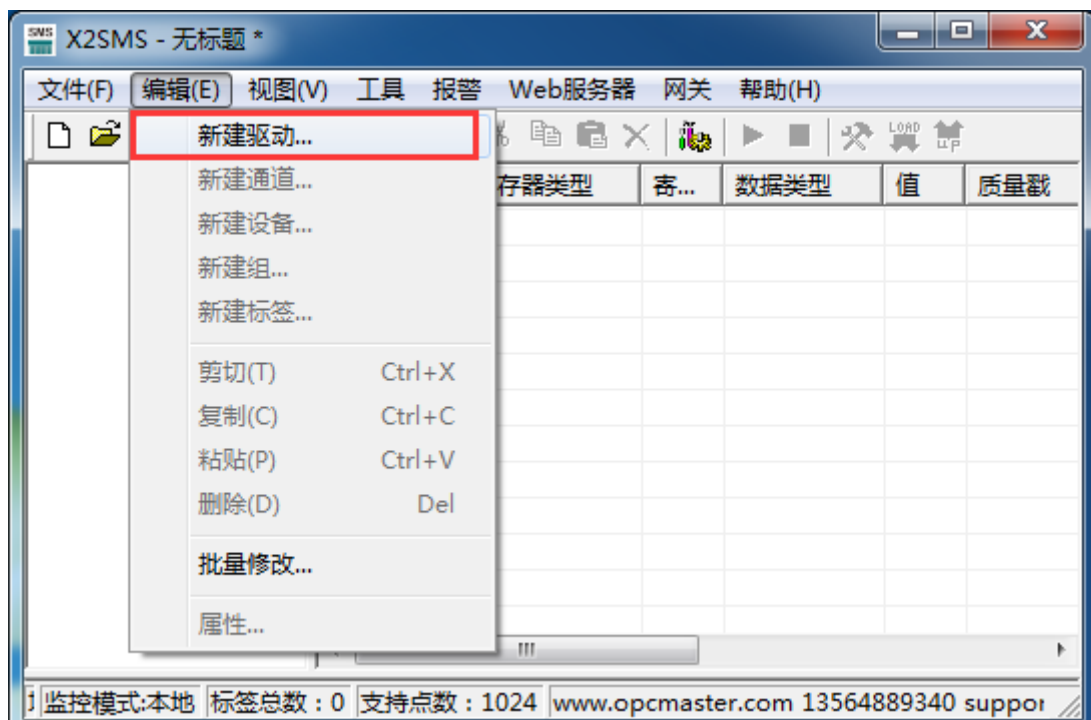 SMS X2SMS - 无标题 *
文件(F) 编辑(E) 视图(V) 工具 报警 Web服务器 网关 帮助(H)
新建驱动... LOAD UP
新建通道... 存器类型 寄... 数据类型 值 质量戳
新建设备...
新建组...
新建标签...
剪切(T) Ctrl+X
复制(C) Ctrl+C
粘贴(P) Ctrl+V
删除(D) Del
批量修改...
属性...
监控模式:本地 标签总数：0 支持点数：1024 www.opcmaster.com 13564889340 suppor